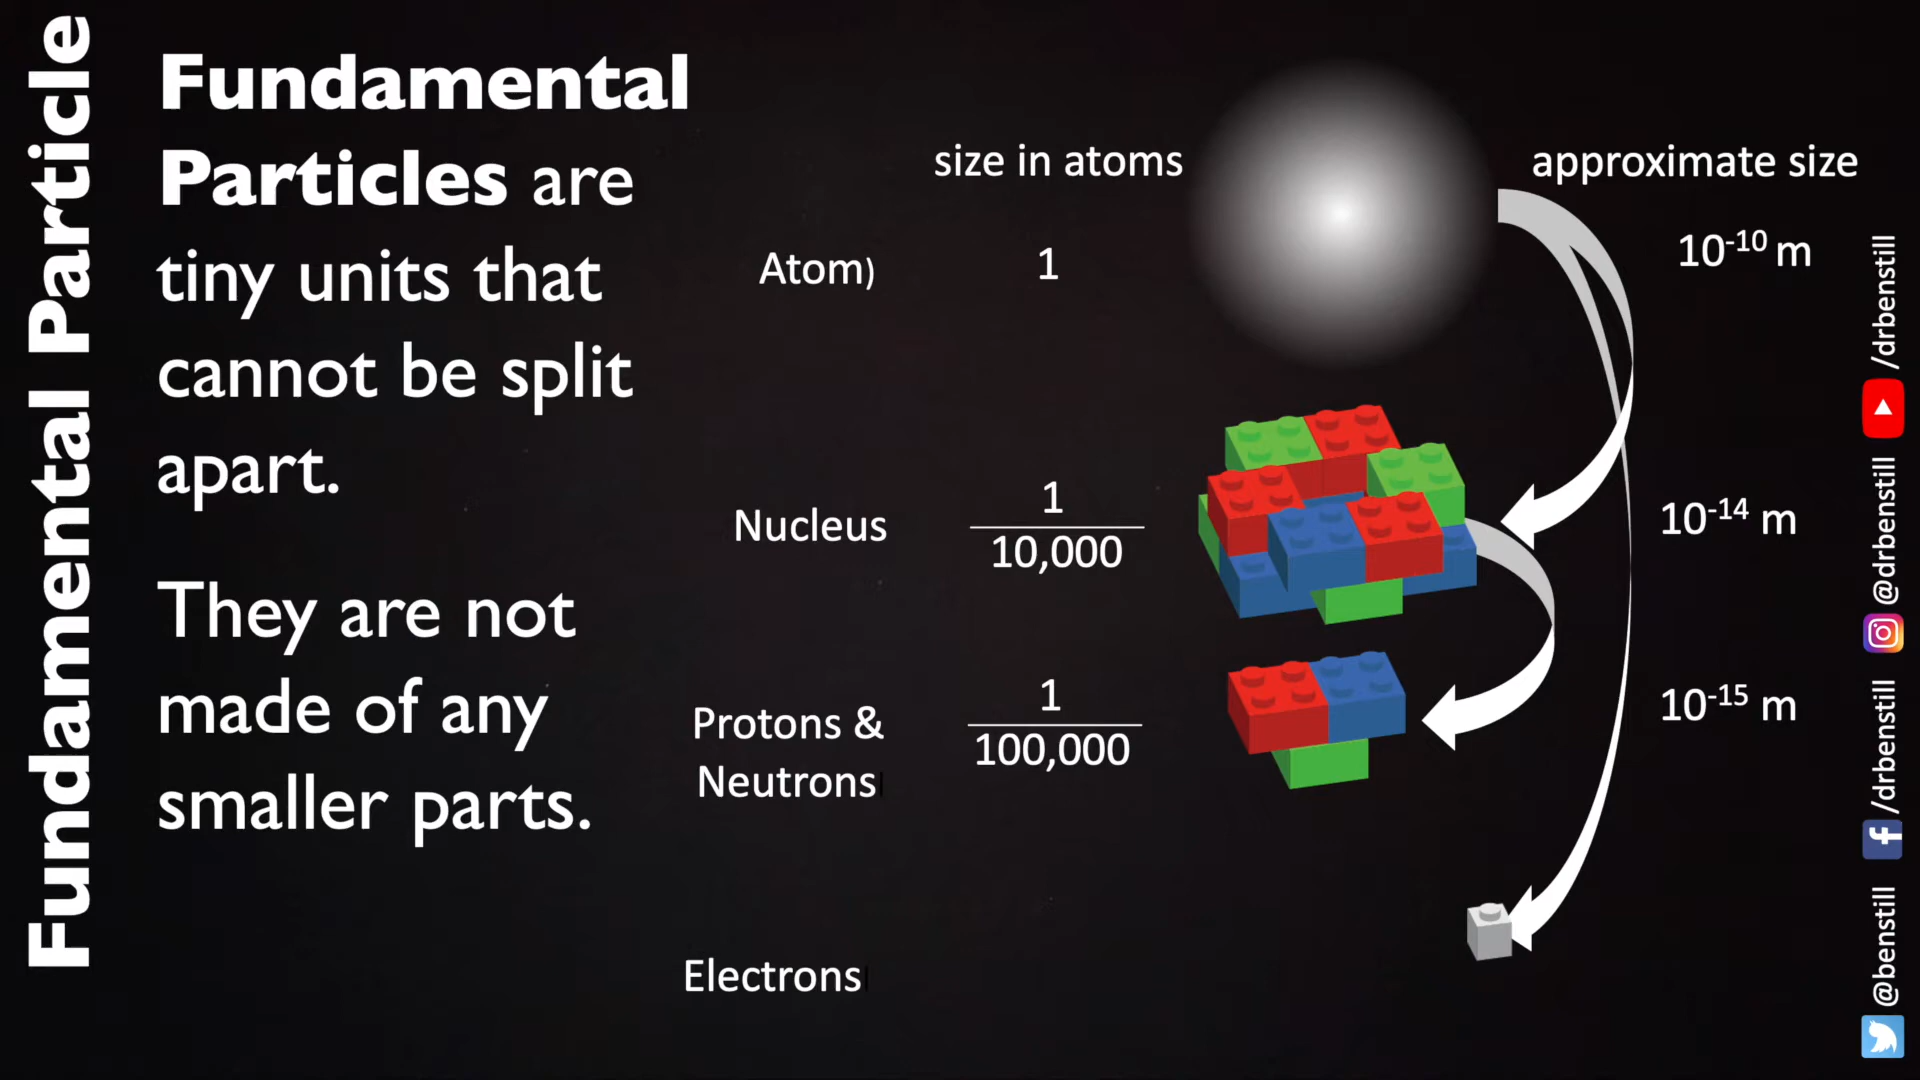 Fundamental Particle
Fundamental
Particles are
tiny units that
cannot be split
apart.
They are not
made of any
smaller parts.
size in atoms
approximate size
Atom)
1
10⁻¹⁰ m
Nucleus
1
10,000
10⁻¹⁴ m
Protons &
Neutrons
1
100,000
10⁻¹⁵ m
Electrons
/drbenstill
@drbenstill
/drbenstill
@benstill